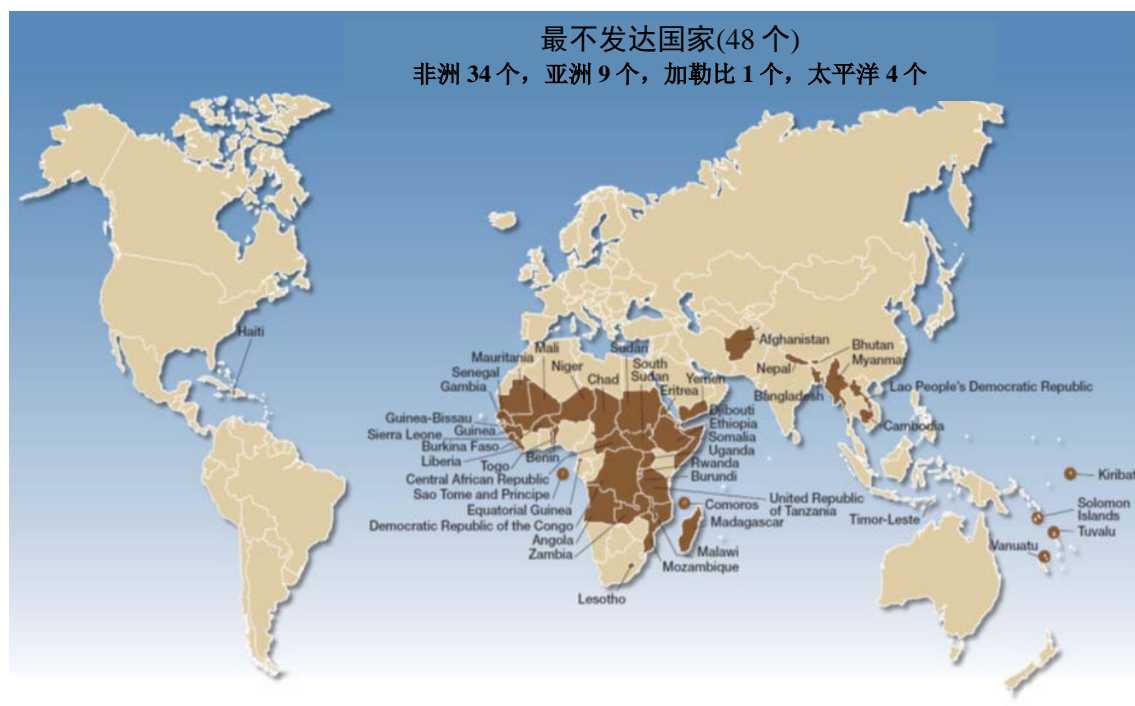 最不发达国家(48 个)
非洲 34 个，亚洲 9 个，加勒比 1 个，太平洋 4 个
Haiti
Mauritania
Mali
Niger
Chad
Sudan
South
Sudan
Senegal
Gambia
Eritrea
Yemen
Afghanistan
Nepal
Bhutan
Myanmar
Bangladesh
Lao People's Democratic Republic
Cambodia
Guinea-Bissau
Guinea
Sierra Leone
Burkina Faso
Liberia
Togo
Benin
Central African Republic
Sao Tome and Principe
Equatorial Guinea
Democratic Republic of the Congo
Angola
Zambia
Djibouti
Ethiopia
Somalia
Uganda
Rwanda
Burundi
United Republic
of Tanzania
Comoros
Madagascar
Malawi
Mozambique
Lesotho
Timor-Leste
Kiribat
Solomon
Islands
Tuvalu
Vanuatu